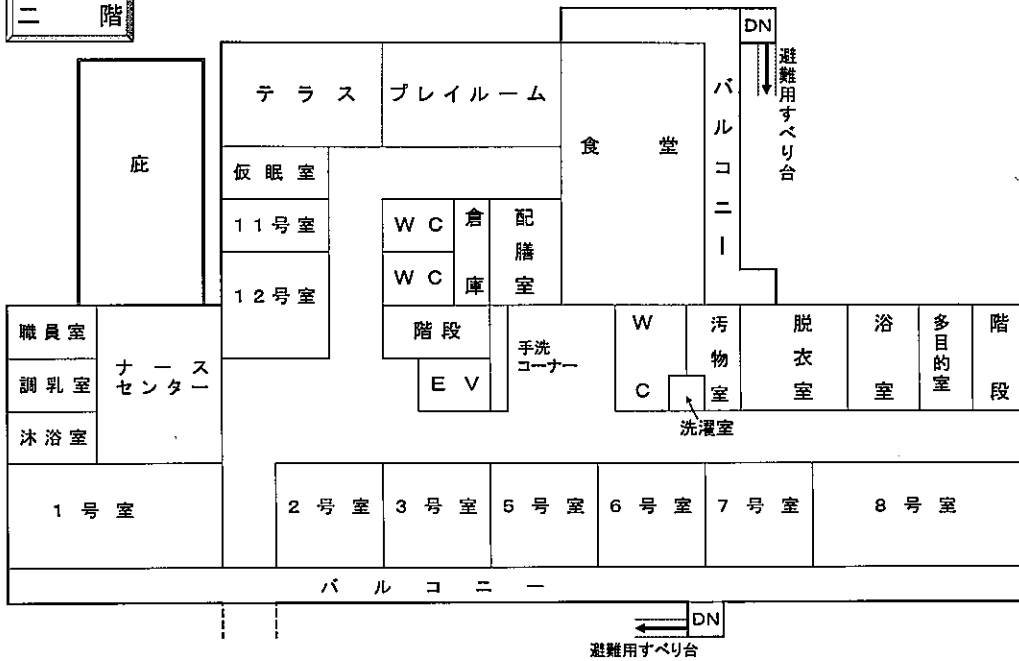 二 階
DN
避難用すべり台
バルコニー
テラス
プレイルーム
食 堂
庇
仮眠室
11号室
WC
倉庫
配膳室
WC
12号室
職員室
ナースセンター
階段
手洗
コーナー
WC
汚物室
脱衣室
浴室
多目的室
階段
調乳室
EV
沐浴室
洗濯室
1号室
2号室
3号室
5号室
6号室
7号室
8号室
バルコニー
DN
避難用すべり台